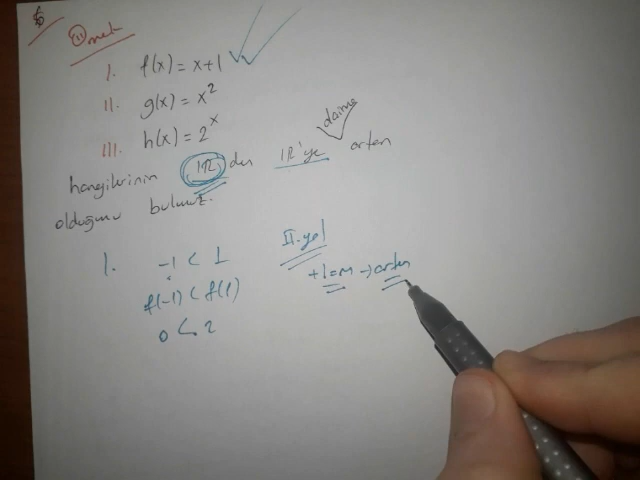 Örnek
I. f(x) = x+1
II. g(x) = x²
III. h(x) = 2ˣ
daima
hangilerinin IR den IR'ye artan
olduğunu bulunuz.
I. -1 < 1
f(-1) < f(1)
0 < 2
II. yol
+1=m → artan